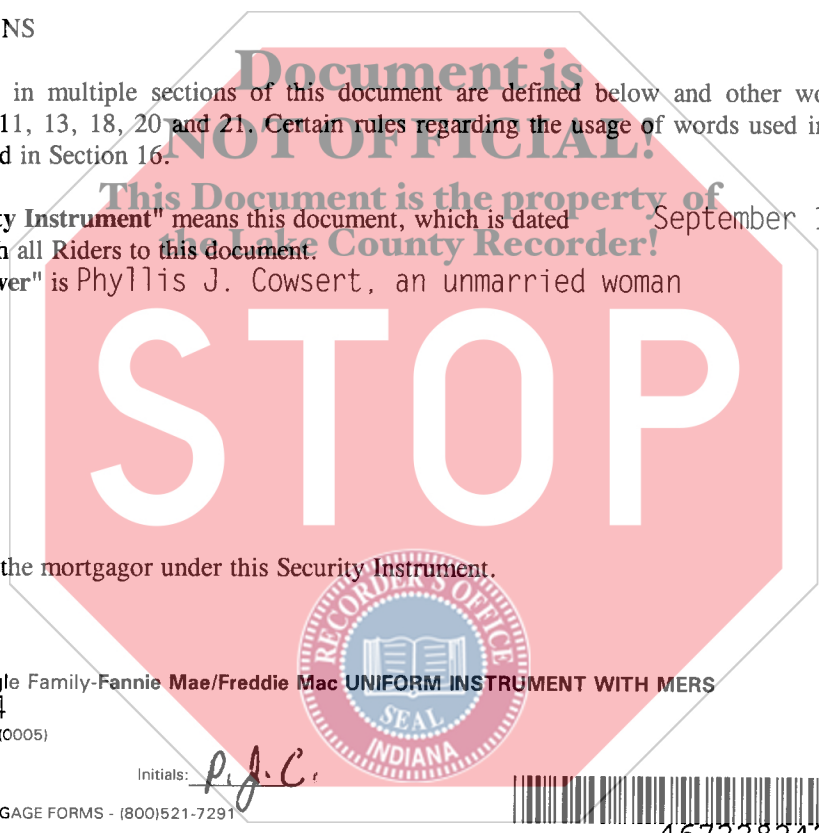 NS
Document is
in multiple sections of this document are defined below and other
11, 13, 18, 20 and 21. Certain rules regarding the usage of words used in
NOT OFFICIAL!
d in Section 16.
This Document is the property of
ty Instrument" means this document, which is dated September 1
the Lake County Recorder!
all Riders to this document.
wer" is Phyllis J. Cowsert, an unmarried woman
STOP
the mortgagor under this Security Instrument.
RECORDER'S OFFICE
SEAL
INDIANA
gle Family-Fannie Mae/Freddie Mac UNIFORM INSTRUMENT WITH MERS
(0005)
Initials: P.J.C.
GAGE FORMS - (800)521-7291